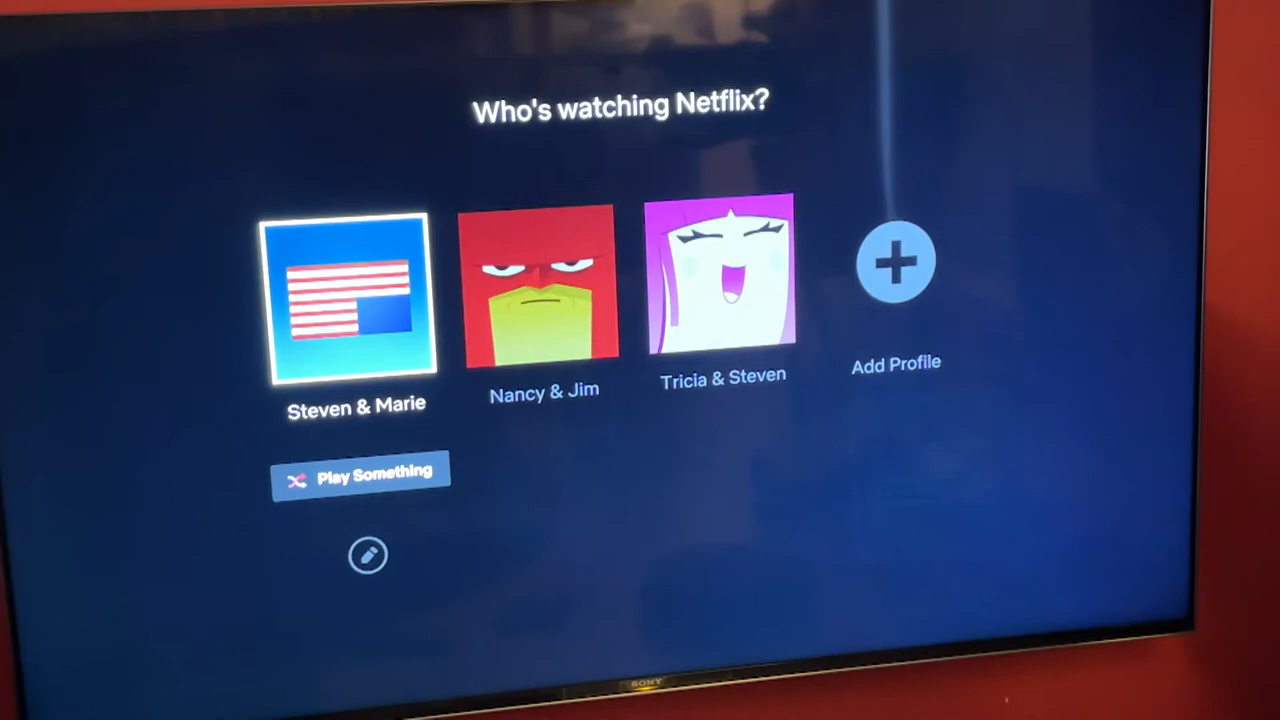 Who's watching Netflix?
Steven & Marie
Nancy & Jim
Tricia & Steven
Add Profile
Play Something
SONY